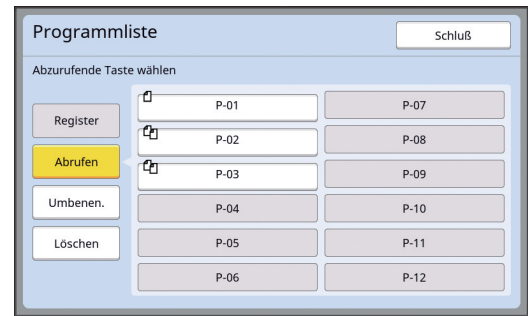 Programmliste
Schluß
Abzurufende Taste wählen
Register
Abrufen
Umbenen.
Löschen
P-01
P-02
P-03
P-04
P-05
P-06
P-07
P-08
P-09
P-10
P-11
P-12